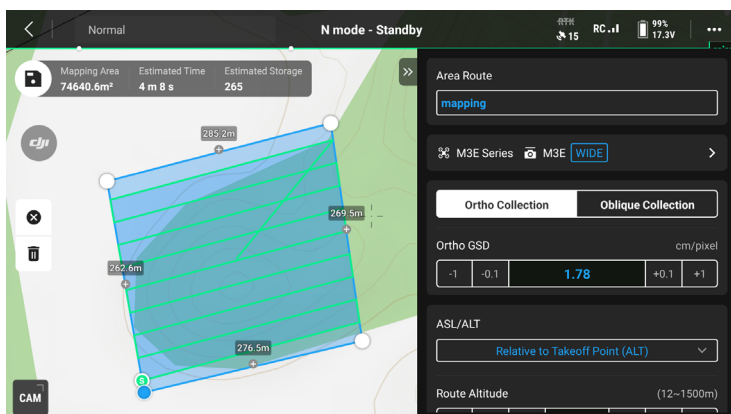 Normal
N mode - Standby
RTK
15
RC
99%
17.3V
Mapping Area
Estimated Time
Estimated Storage
74640.6m²
4 m 8 s
265
dji
285.2m
269.5m
262.6m
276.5m
S
CAM
Area Route
mapping
M3E Series
M3E
WIDE
Ortho Collection
Oblique Collection
Ortho GSD
cm/pixel
-1
-0.1
1.78
+0.1
+1
ASL/ALT
Relative to Takeoff Point (ALT)
Route Altitude
(12~1500m)